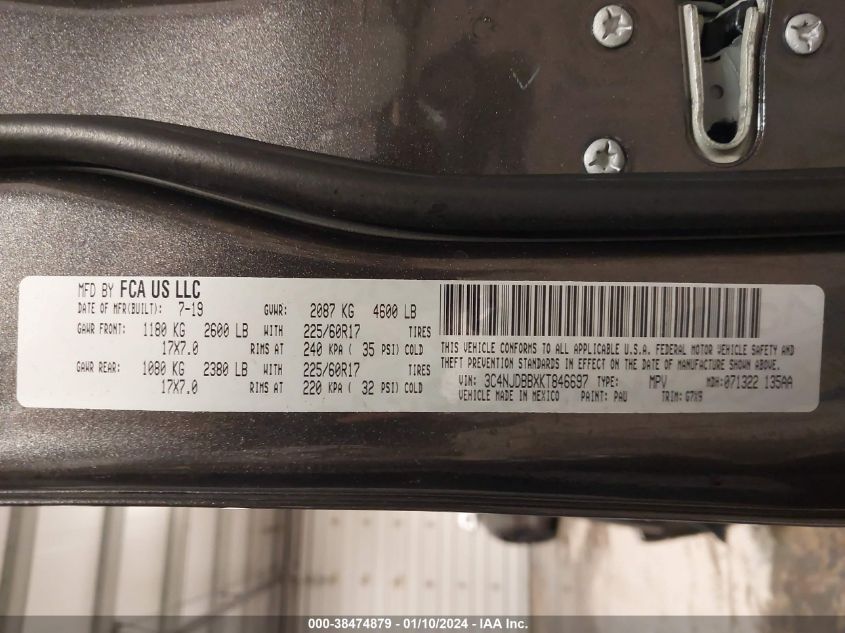 MFD BY FCA US LLC
DATE OF MFR(BUILT): 7-19 GVWR: 2087 KG 4600 LB
GAWR FRONT: 1180 KG 2600 LB WITH 225/60R17 TIRES
17X7.0 RIMS AT 240 KPA ( 35 PSI) COLD
GAWR REAR: 1080 KG 2380 LB WITH 225/60R17 TIRES
17X7.0 RIMS AT 220 KPA ( 32 PSI) COLD
THIS VEHICLE CONFORMS TO ALL APPLICABLE U.S.A. FEDERAL MOTOR VEHICLE SAFETY AND
THEFT PREVENTION STANDARDS IN EFFECT ON THE DATE OF MANUFACTURE SHOWN ABOVE.
VIN: 3C4NJDBBXKT846697 TYPE: MPV MDH:071322 135AA
VEHICLE MADE IN MEXICO PAINT: PAU TRIM: G7X9
000-38474879 - 01/10/2024 - IAA Inc.